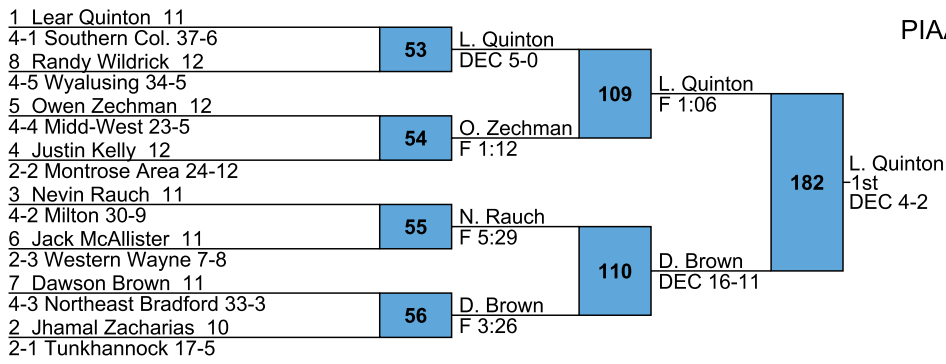 1 Lear Quinton 11
4-1 Southern Col. 37-6
8 Randy Wildrick 12
4-5 Wyalusing 34-5
5 Owen Zechman 12
4-4 Midd-West 23-5
4 Justin Kelly 12
2-2 Montrose Area 24-12
3 Nevin Rauch 11
4-2 Milton 30-9
6 Jack McAllister 11
2-3 Western Wayne 7-8
7 Dawson Brown 11
4-3 Northeast Bradford 33-3
2 Jhamal Zacharias 10
2-1 Tunkhannock 17-5
53
54
55
56
L. Quinton
DEC 5-0
O. Zechman
F 1:12
N. Rauch
F 5:29
D. Brown
F 3:26
109
110
L. Quinton
F 1:06
D. Brown
DEC 16-11
182
L. Quinton
1st
DEC 4-2